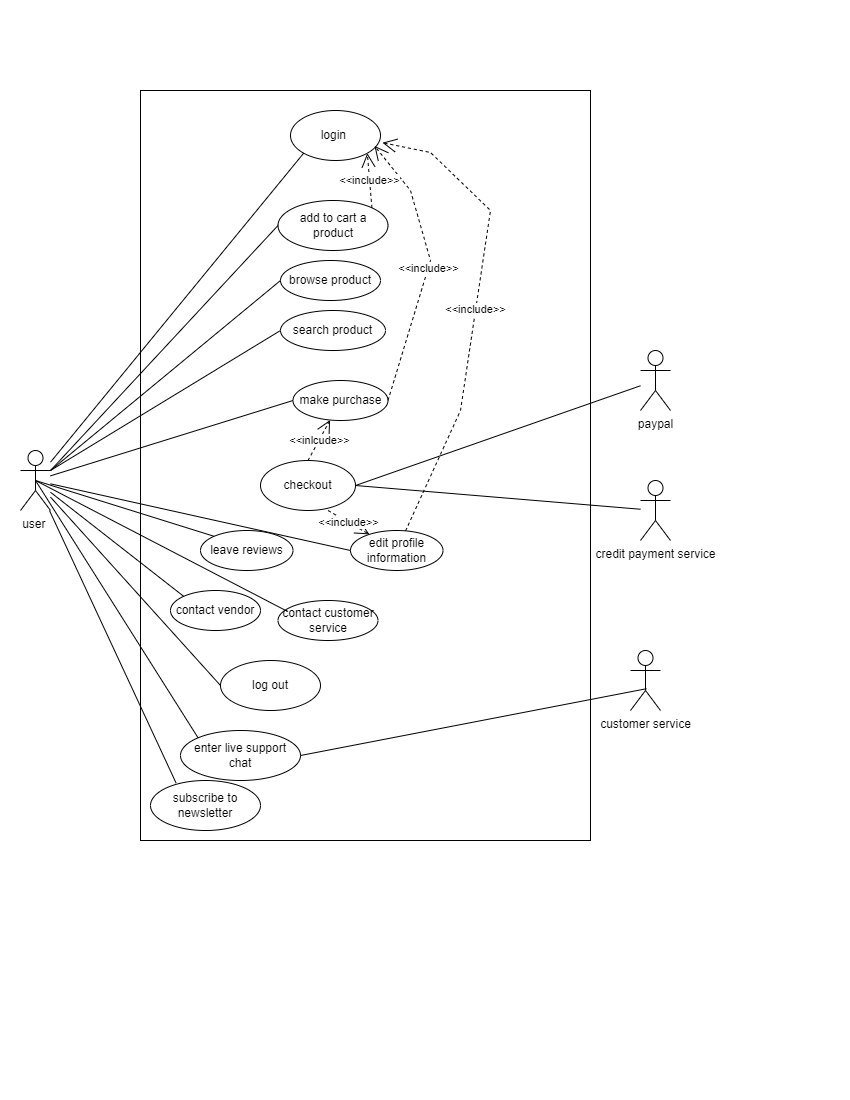 login
<<include>>
add to cart a
product
<<include>>
browse product
<<include>>
search product
make purchase
paypal
<<inlcude>>
checkout
user
<<include>>
leave reviews
edit profile
information
credit payment service
contact vendor
contact customer
service
log out
customer service
enter live support
chat
subscribe to
newsletter